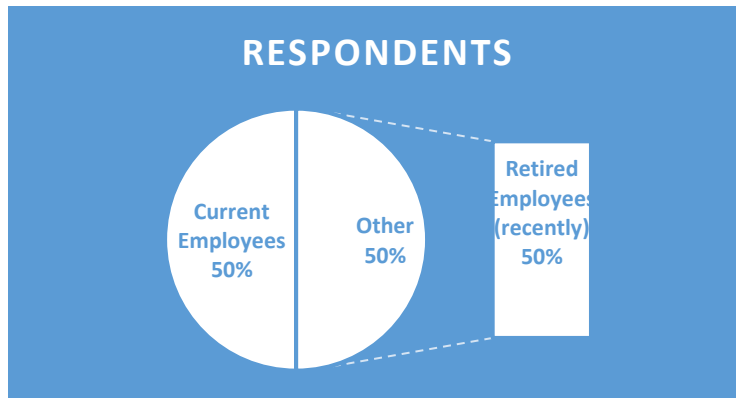 RESPONDENTS
Current
Employees
50%
Other
50%
Retired
Employees
(recently)
50%